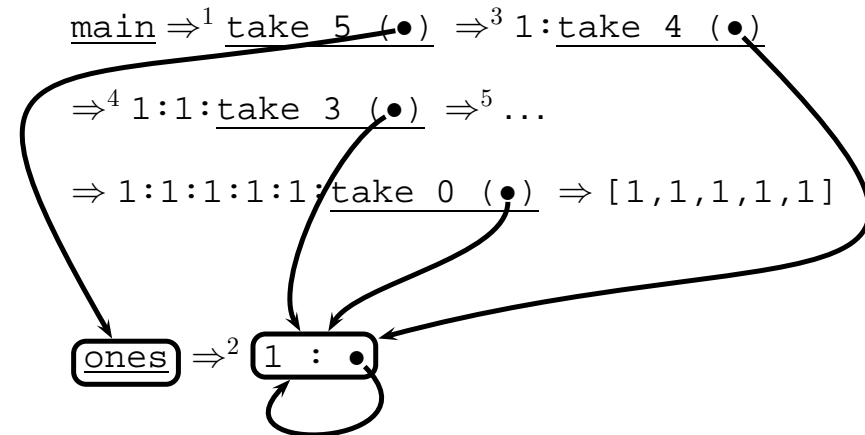 main ⇒¹ take 5 (●) ⇒³ 1:take 4 (●)
⇒⁴ 1:1:take 3 (●) ⇒⁵ ...
⇒ 1:1:1:1:1:take 0 (●) ⇒ [1,1,1,1,1]
ones ⇒² 1 : ●